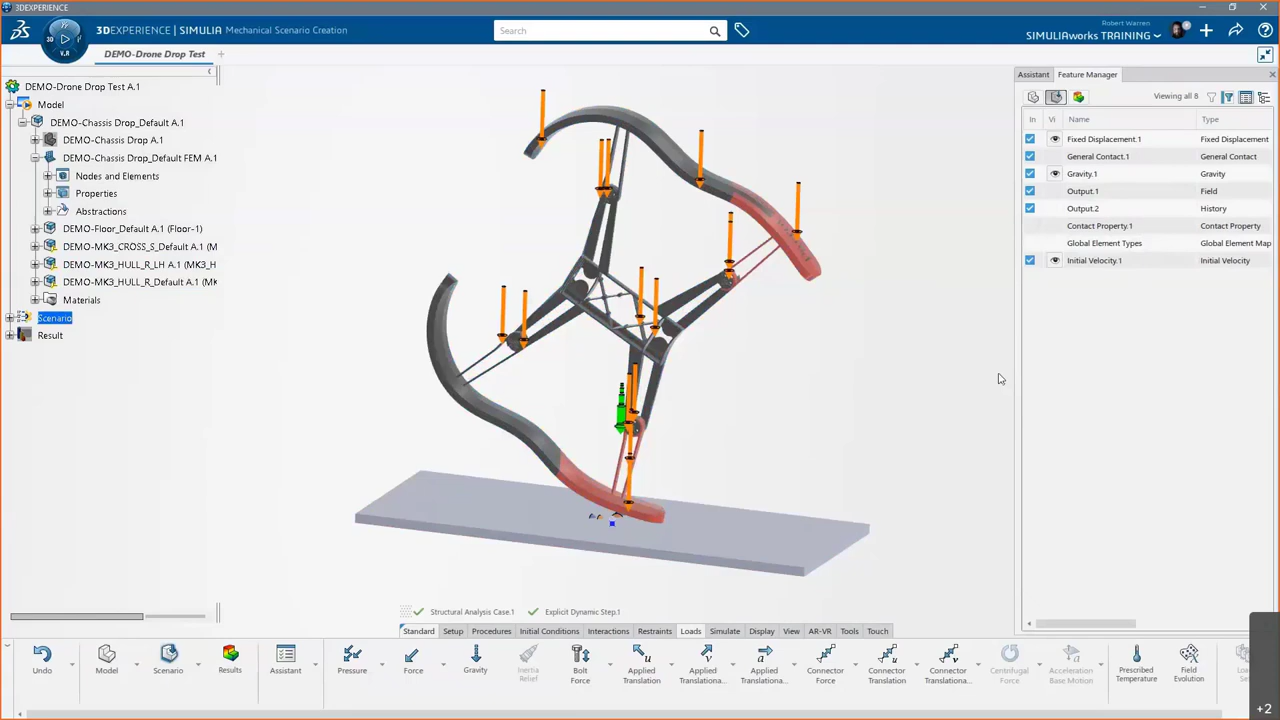 3DEXPERIENCE
3DEXPERIENCE | SIMULIA Mechanical Scenario Creation
Search
Robert Warren
SIMULIAworks TRAINING
3D
V.R
DEMO-Drone Drop Test
Assistant
Feature Manager
Viewing all 8
In
Vi
Name
Type
Fixed Displacement.1 Fixed Displacement
General Contact.1 General Contact
Gravity.1 Gravity
Output.1 Field
Output.2 History
Contact Property.1 Contact Property
Global Element Types Global Element Map
Initial Velocity.1 Initial Velocity
DEMO-Drone Drop Test A.1
Model
DEMO-Chassis Drop_Default A.1
DEMO-Chassis Drop A.1
DEMO-Chassis Drop_Default FEM A.1
Nodes and Elements
Properties
Abstractions
DEMO-Floor_Default A.1 (Floor-1)
DEMO-MK3_CROSS_S_Default A.1 (M
DEMO-MK3_HULL_R_LH A.1 (MK3_H
DEMO-MK3_HULL_R_Default A.1 (MK
Materials
Scenario
Result
Structural Analysis Case.1
Explicit Dynamic Step.1
Standard Setup Procedures Initial Conditions Interactions Restraints Loads Simulate Display View AR-VR Tools Touch
Undo
Model
Scenario
Results
Assistant
Pressure
Force
Gravity
Inertia
Relief
Bolt
Force
Applied
Translation
Applied
Translationa...
Applied
Translationa...
Connector
Force
Connector
Translation
Connector
Translationa...
Centrifugal
Force
Acceleration
Base Motion
Prescribed
Temperature
Field
Evolution
+2